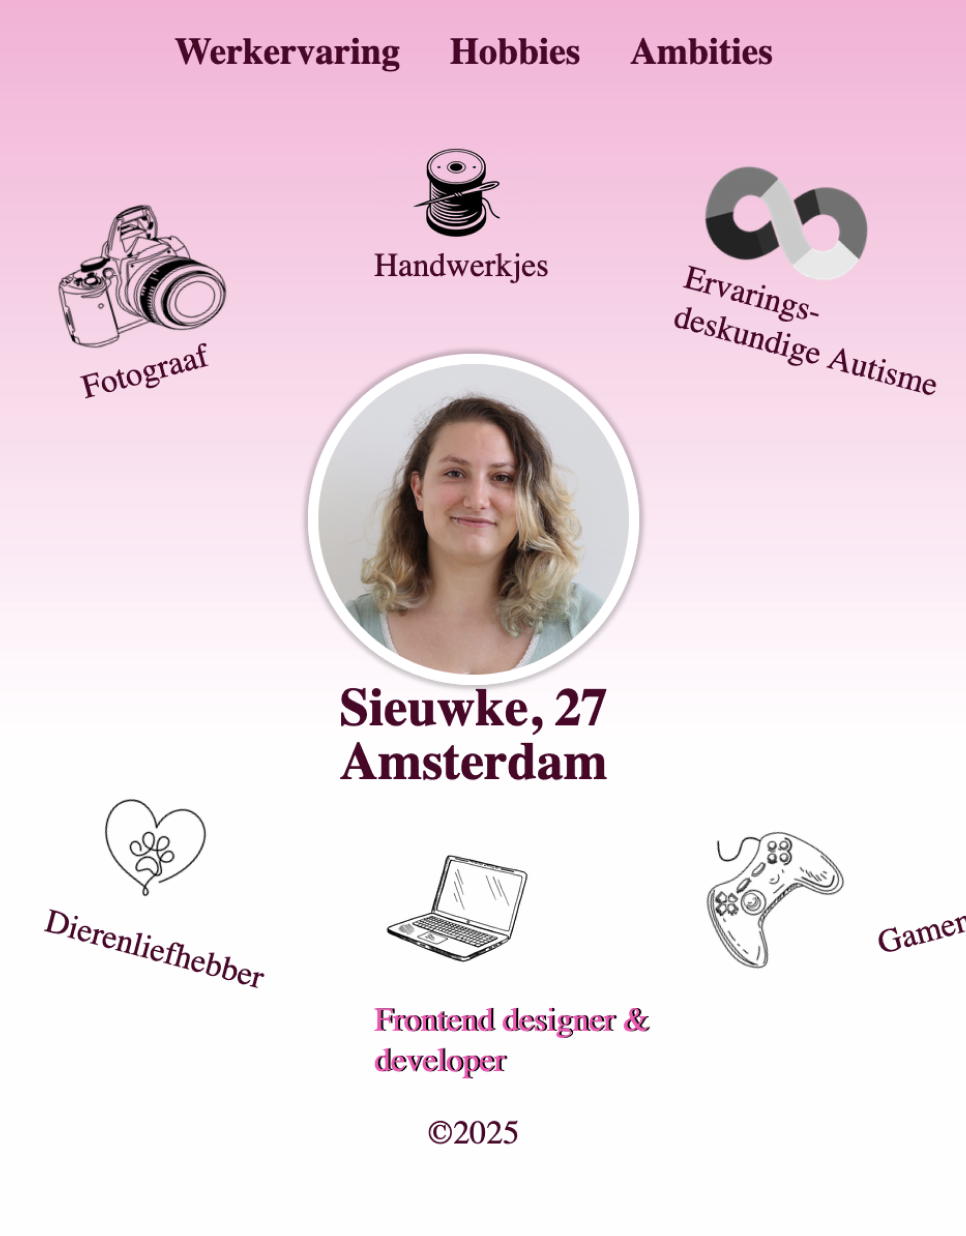 Werkervaring Hobbies Ambities
Handwerkjes
Fotograaf
Ervarings-
deskundige Autisme
Sieuwke, 27
Amsterdam
Dierenliefhebber
Gamer
Frontend designer &
developer
©2025